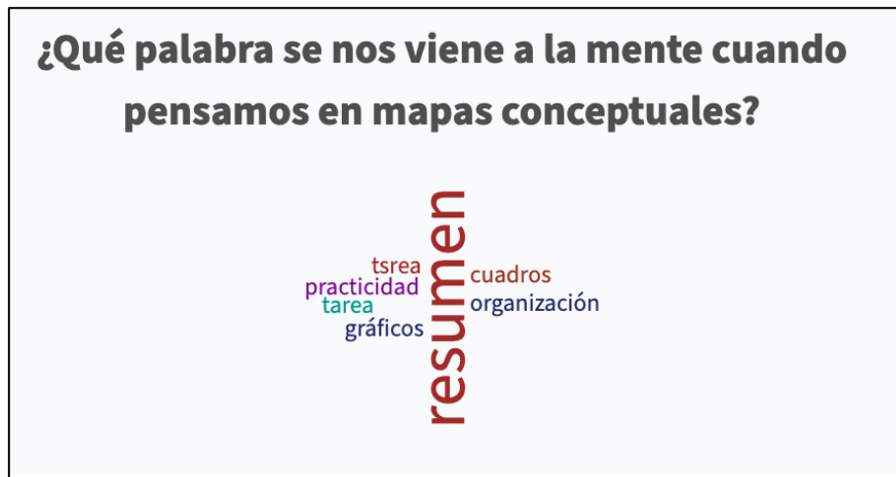 ¿Qué palabra se nos viene a la mente cuando
pensamos en mapas conceptuales?
tsrea
practicidad
tarea
gráficos
resumen
cuadros
organización